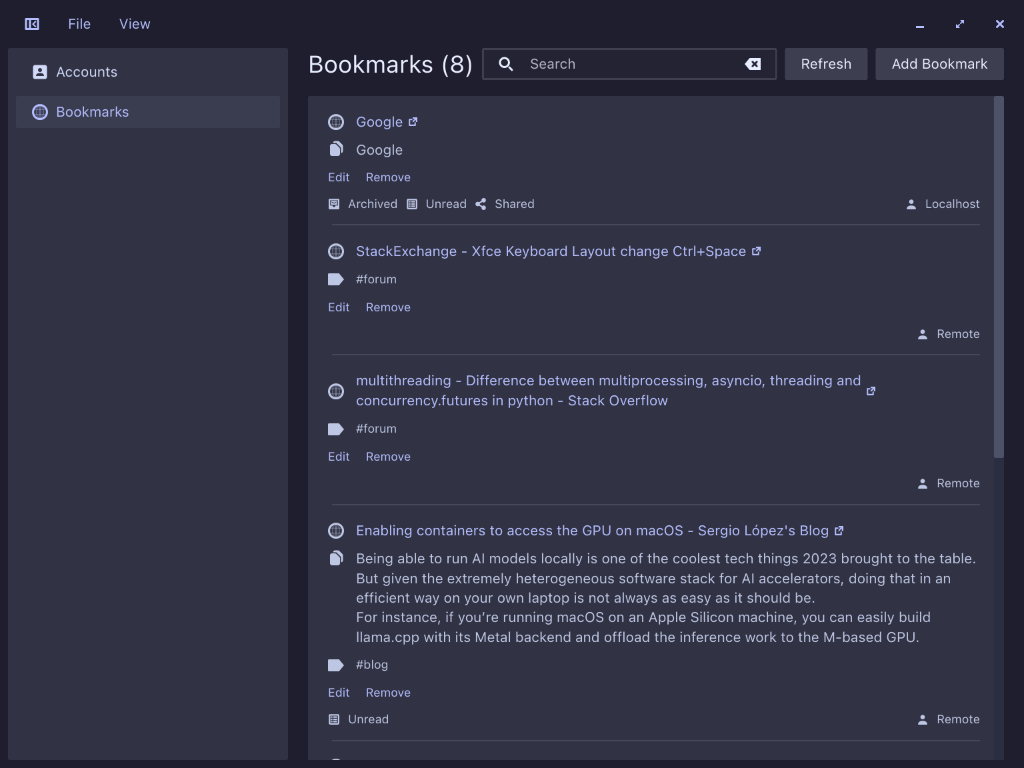 File View
Accounts
Bookmarks
Bookmarks (8) Search Refresh Add Bookmark
Google
Google
Edit Remove
Archived Unread Shared Localhost
StackExchange - Xfce Keyboard Layout change Ctrl+Space
#forum
Edit Remove
Remote
multithreading - Difference between multiprocessing, asyncio, threading and
concurrency.futures in python - Stack Overflow
#forum
Edit Remove
Remote
Enabling containers to access the GPU on macOS - Sergio López's Blog
Being able to run AI models locally is one of the coolest tech things 2023 brought to the table.
But given the extremely heterogeneous software stack for AI accelerators, doing that in an
efficient way on your own laptop is not always as easy as it should be.
For instance, if you’re running macOS on an Apple Silicon machine, you can easily build
llama.cpp with its Metal backend and offload the inference work to the M-based GPU.
#blog
Edit Remove
Unread Remote